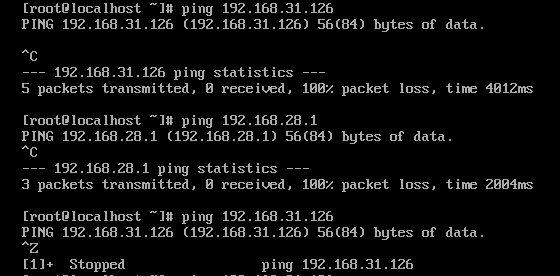 [root@localhost ~]# ping 192.168.31.126
PING 192.168.31.126 (192.168.31.126) 56(84) bytes of data.
^C
--- 192.168.31.126 ping statistics ---
5 packets transmitted, 0 received, 100% packet loss, time 4012ms
[root@localhost ~]# ping 192.168.28.1
PING 192.168.28.1 (192.168.28.1) 56(84) bytes of data.
^C
--- 192.168.28.1 ping statistics ---
3 packets transmitted, 0 received, 100% packet loss, time 2004ms
[root@localhost ~]# ping 192.168.31.126
PING 192.168.31.126 (192.168.31.126) 56(84) bytes of data.
^Z
[1]+  Stopped                 ping 192.168.31.126